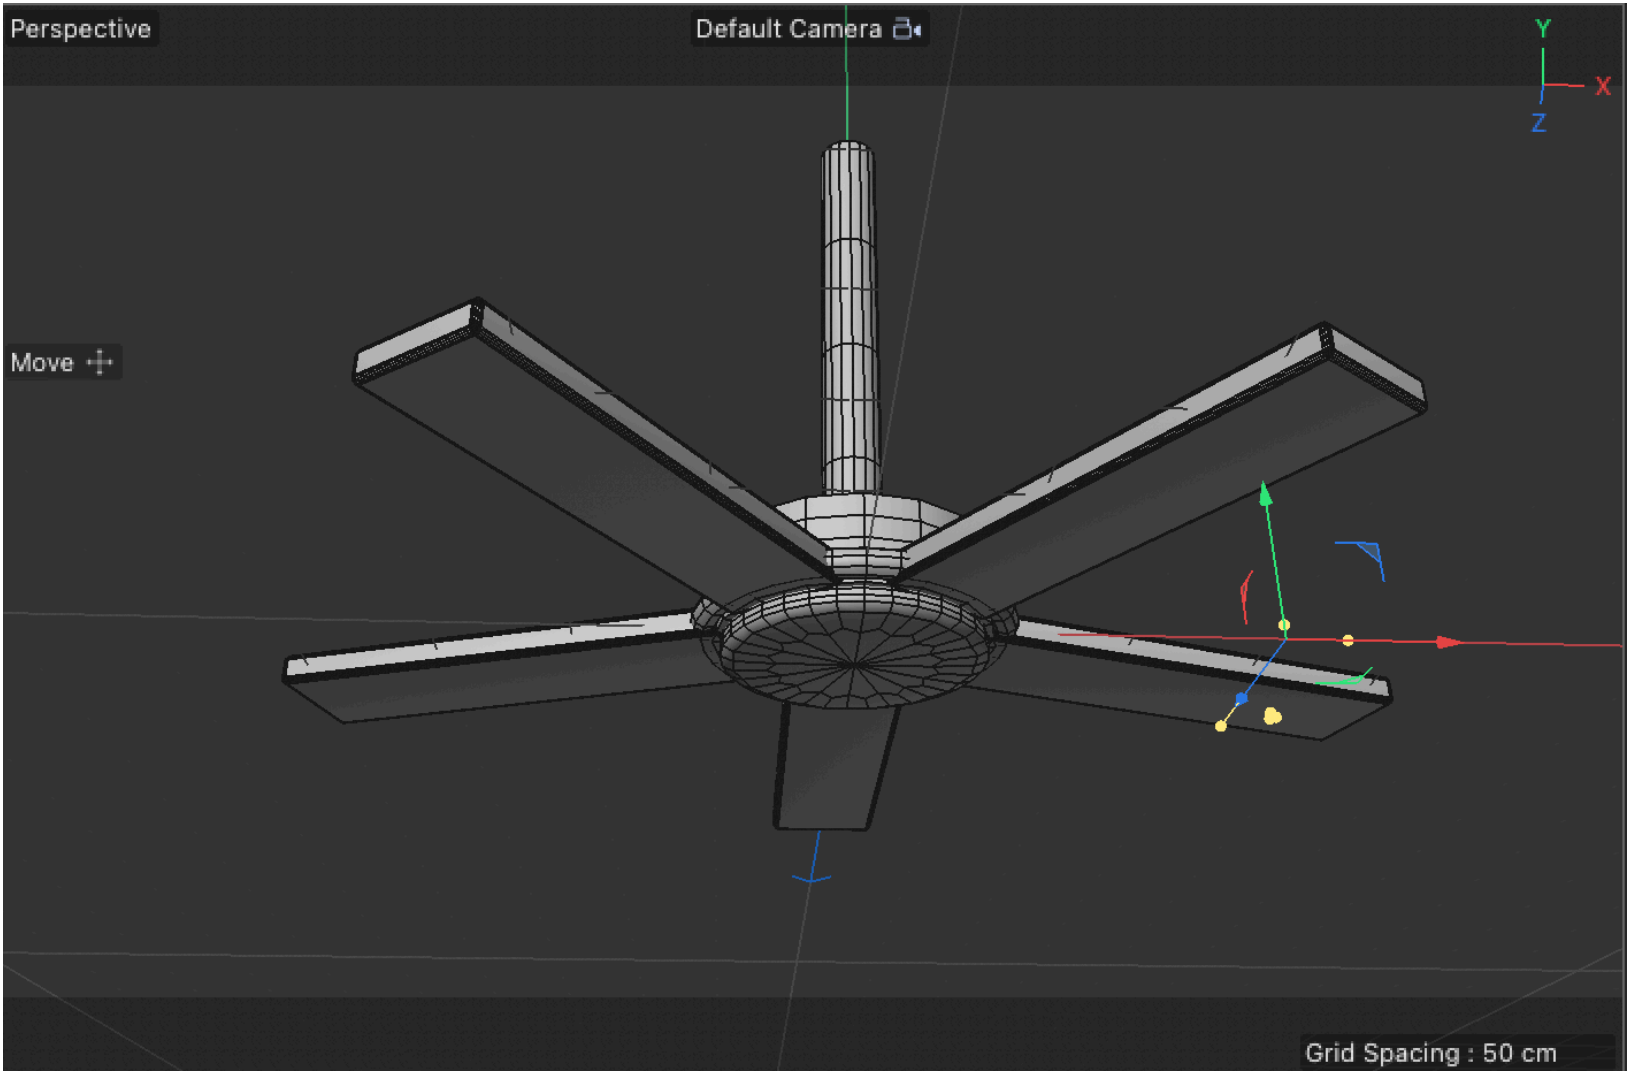 Perspective
Default Camera
Y
X
Z
Move
Grid Spacing : 50 cm